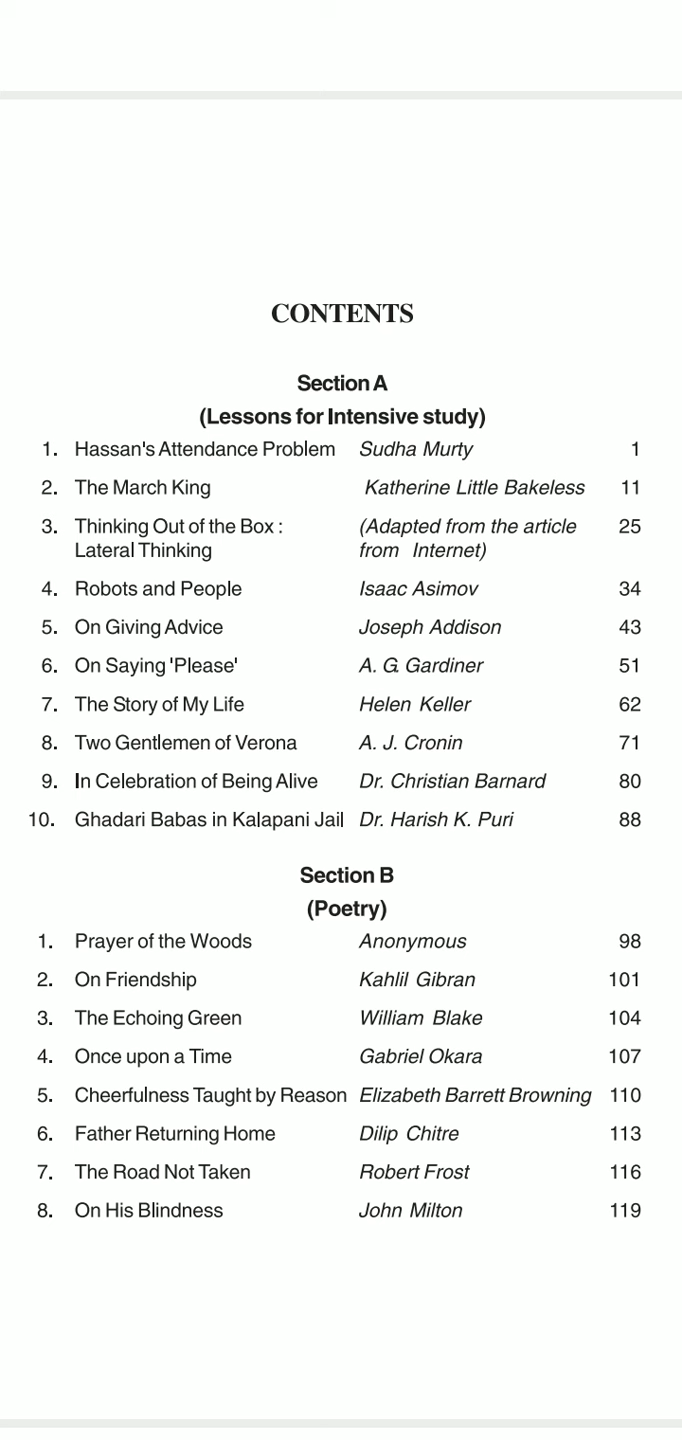 CONTENTS
Section A
(Lessons for Intensive study)
1. Hassan's Attendance Problem Sudha Murty 1
2. The March King Katherine Little Bakeless 11
3. Thinking Out of the Box : (Adapted from the article 25
Lateral Thinking from Internet)
4. Robots and People Isaac Asimov 34
5. On Giving Advice Joseph Addison 43
6. On Saying 'Please' A. G. Gardiner 51
7. The Story of My Life Helen Keller 62
8. Two Gentlemen of Verona A. J. Cronin 71
9. In Celebration of Being Alive Dr. Christian Barnard 80
10. Ghadari Babas in Kalapani Jail Dr. Harish K. Puri 88
Section B
(Poetry)
1. Prayer of the Woods Anonymous 98
2. On Friendship Kahlil Gibran 101
3. The Echoing Green William Blake 104
4. Once upon a Time Gabriel Okara 107
5. Cheerfulness Taught by Reason Elizabeth Barrett Browning 110
6. Father Returning Home Dilip Chitre 113
7. The Road Not Taken Robert Frost 116
8. On His Blindness John Milton 119